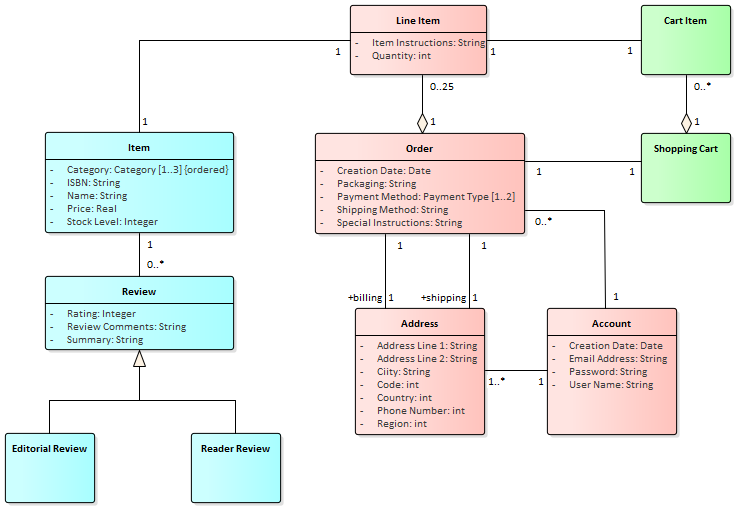 Line Item
- Item Instructions: String
- Quantity: int
Cart Item
1
1
1
0..25
0..*
1
1
1
Item
- Category: Category [1..3] {ordered}
- ISBN: String
- Name: String
- Price: Real
- Stock Level: Integer
Order
- Creation Date: Date
- Packaging: String
- Payment Method: Payment Type [1..2]
- Shipping Method: String
- Special Instructions: String
Shopping Cart
1
1
0..*
1
0..*
1
1
Review
- Rating: Integer
- Review Comments: String
- Summary: String
+billing
1
+shipping
1
1
Address
- Address Line 1: String
- Address Line 2: String
- Ciity: String
- Code: int
- Country: int
- Phone Number: int
- Region: int
1..*
1
Account
- Creation Date: Date
- Email Address: String
- Password: String
- User Name: String
Editorial Review
Reader Review